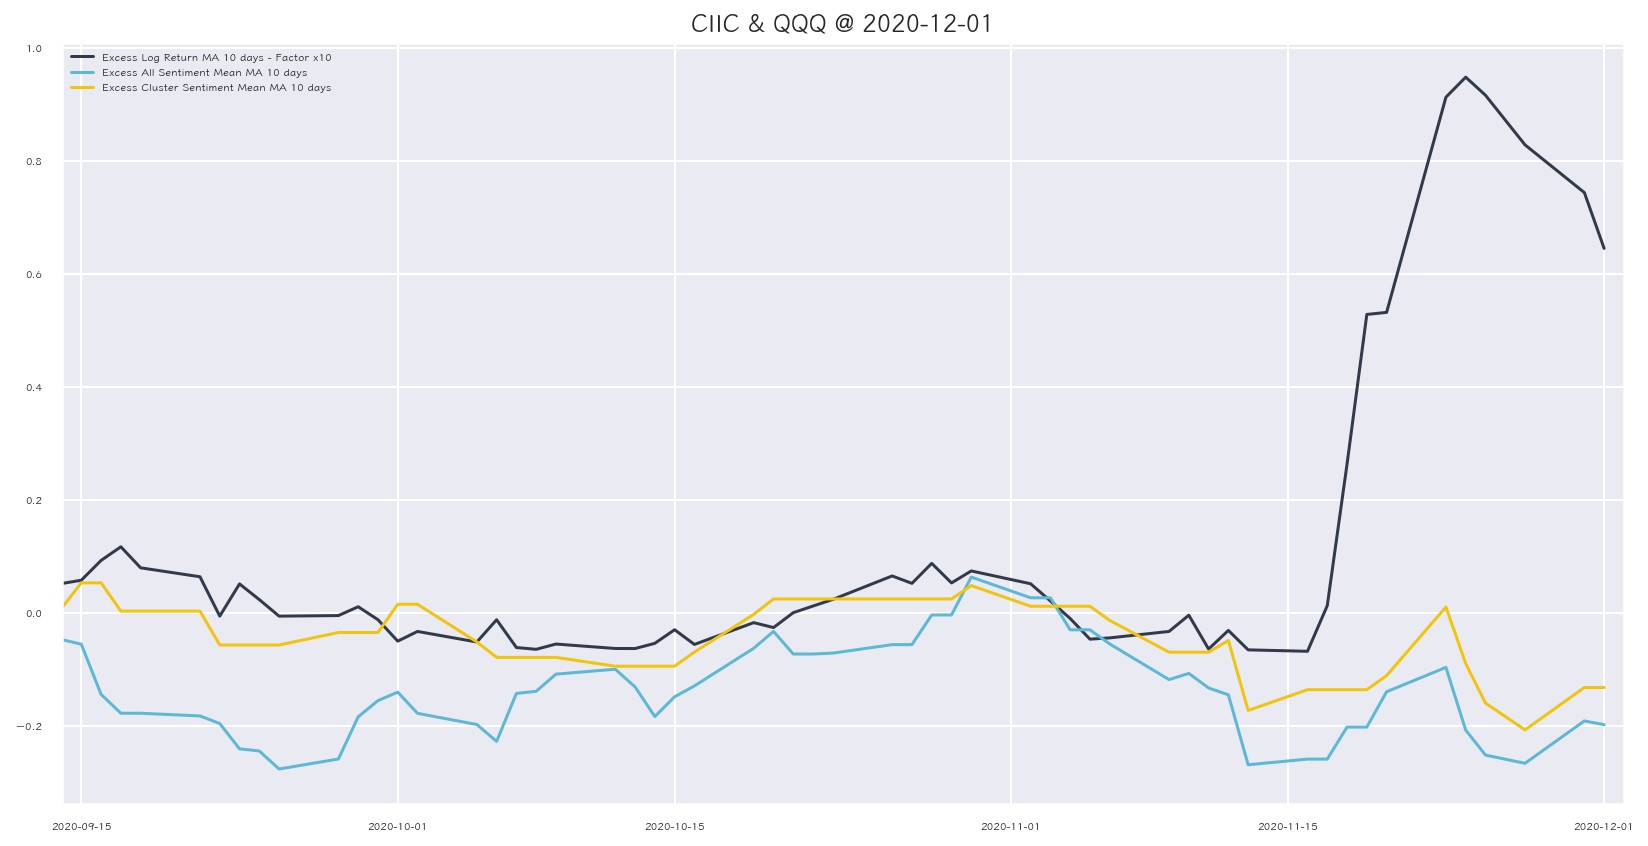 CIIC & QQQ @ 2020-12-01
1.0
Excess Log Return MA 10 days - Factor x10
Excess All Sentiment Mean MA 10 days
Excess Cluster Sentiment Mean MA 10 days
0.8
0.6
0.4
0.2
0.0
−0.2
2020-09-15 2020-10-01 2020-10-15 2020-11-01 2020-11-15 2020-12-01